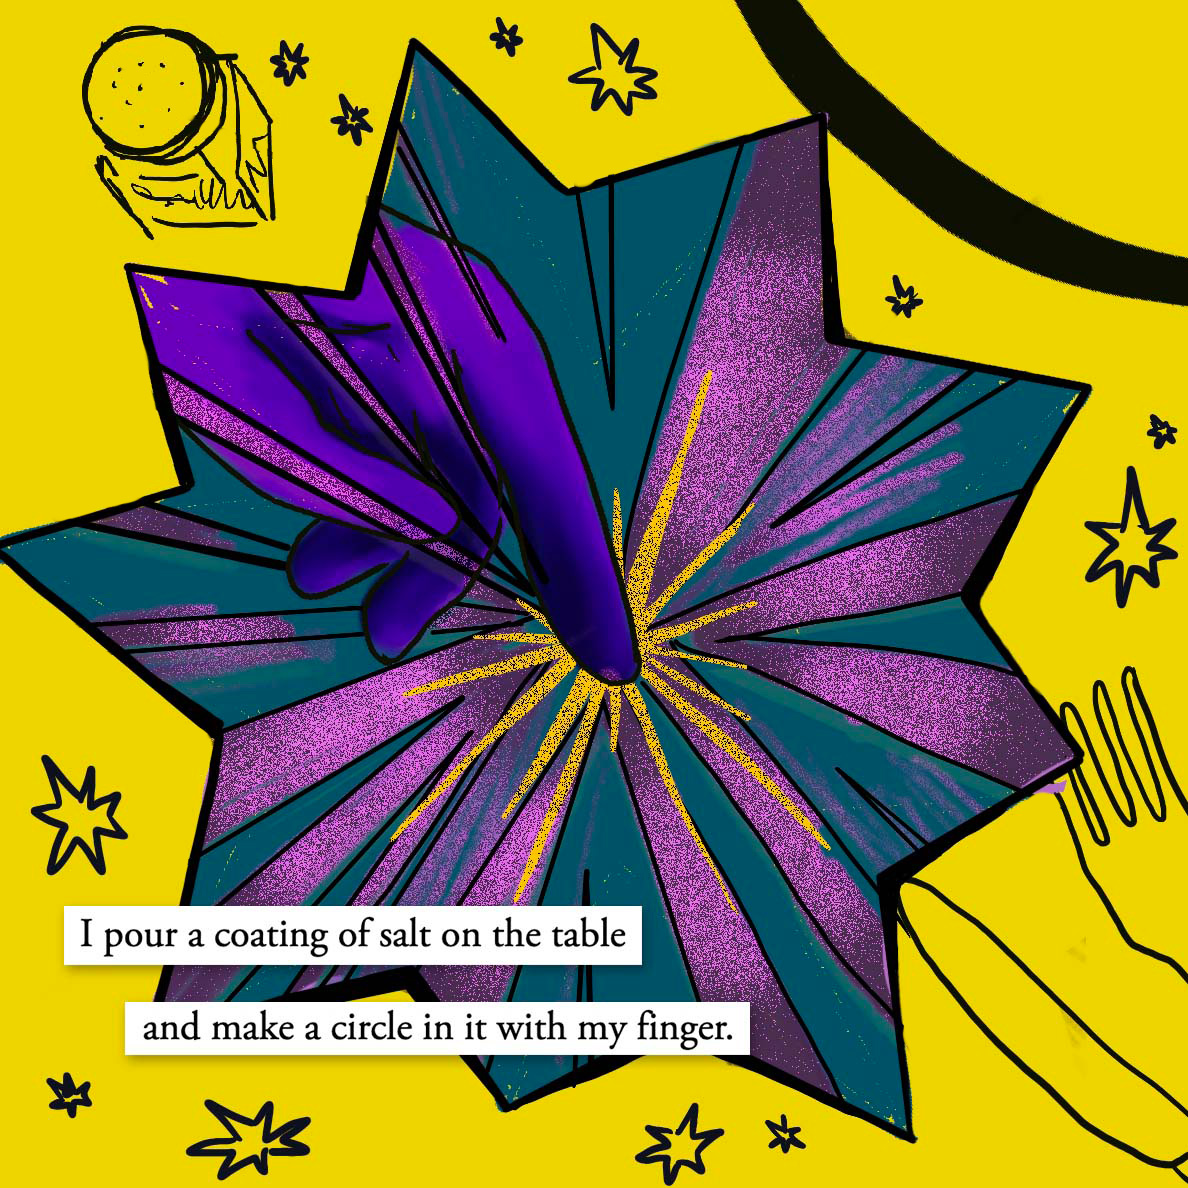 I pour a coating of salt on the table
and make a circle in it with my finger.